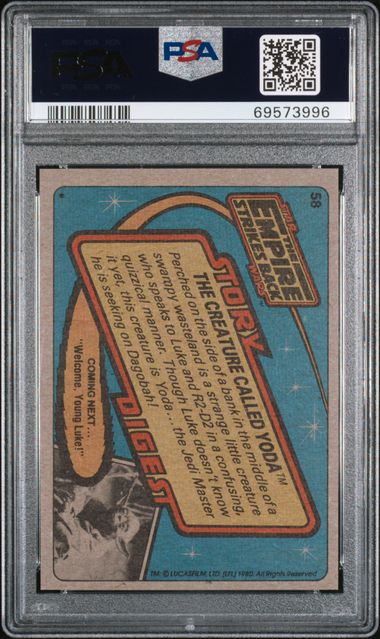 PSA
PSA
69573996
58
STAR
THE
EMPIRE
STRIKES BACK
WARS
STORY
THE CREATURE CALLED YODA™
Perched on the side of a bank in the middle of a
swampy wasteland is a strange little creature
who speaks to Luke and R2-D2 in a confusing,
quizzical manner. Though Luke doesn't know
it yet, this creature is Yoda . . . the Jedi Master
he is seeking on Dagobah!
DIGEST
COMING NEXT . . .
"Welcome, Young Luke!"
TM: © LUCASFILM, LTD. (LFL) 1980. All Rights Reserved